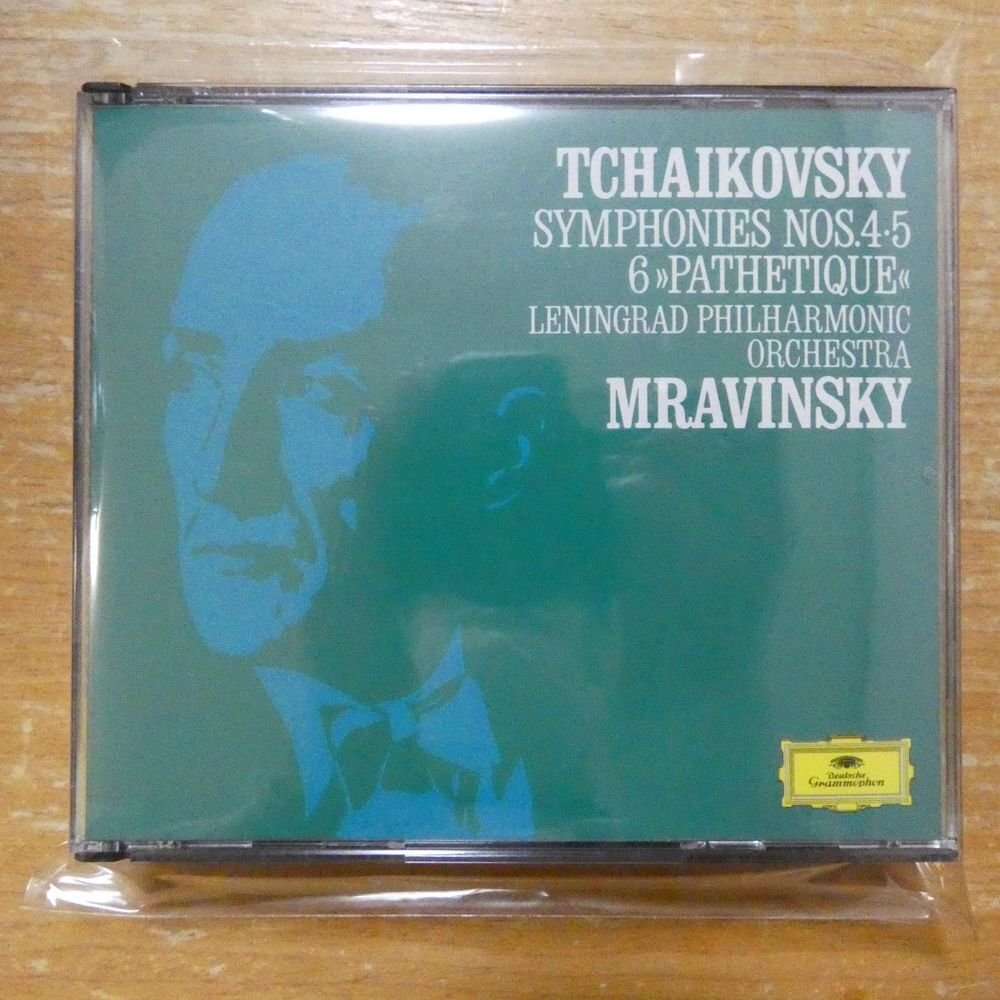 TCHAIKOVSKY
SYMPHONIES NOS.4·5
6 »PATHETIQUE«
LENINGRAD PHILHARMONIC
ORCHESTRA
MRAVINSKY
Deutsche
Grammophon